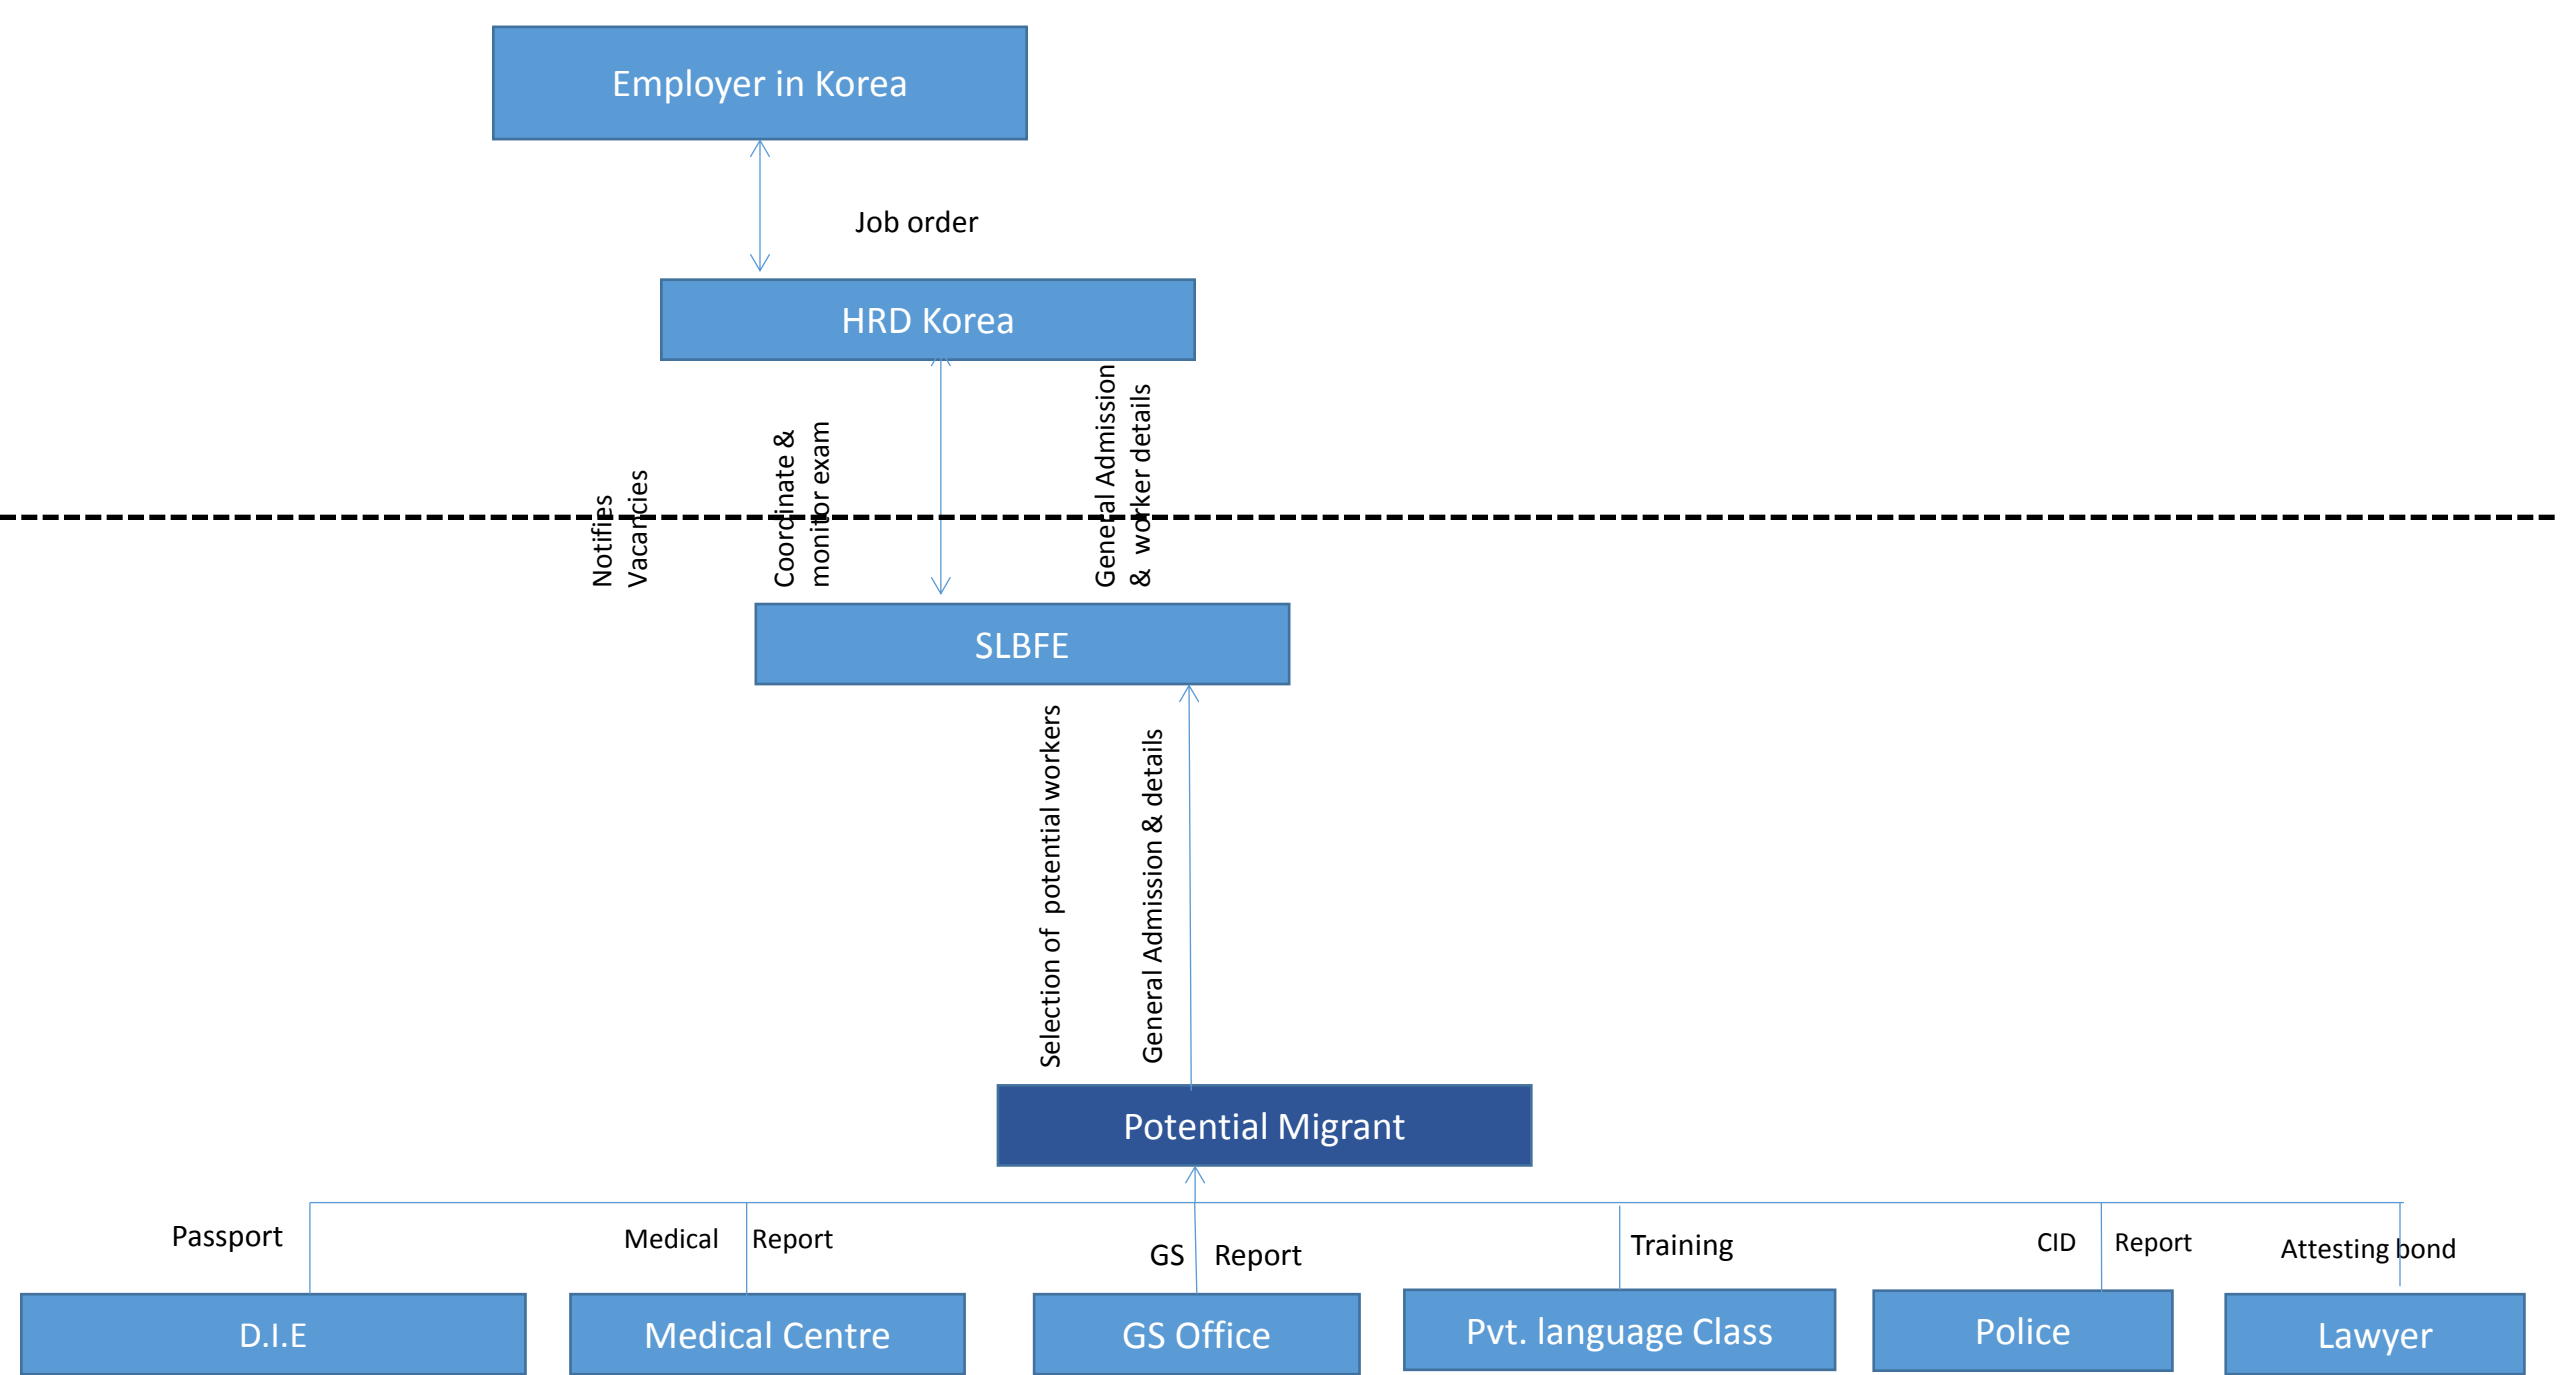 Employer in Korea
Job order
HRD Korea
Notifies
Vacancies
Coordinate &
monitor exam
General Admission
& worker details
SLBFE
Selection of potential workers
General Admission & details
Potential Migrant
Passport
Medical Report
GS Report
Training
CID Report
Attesting bond
D.I.E
Medical Centre
GS Office
Pvt. language Class
Police
Lawyer